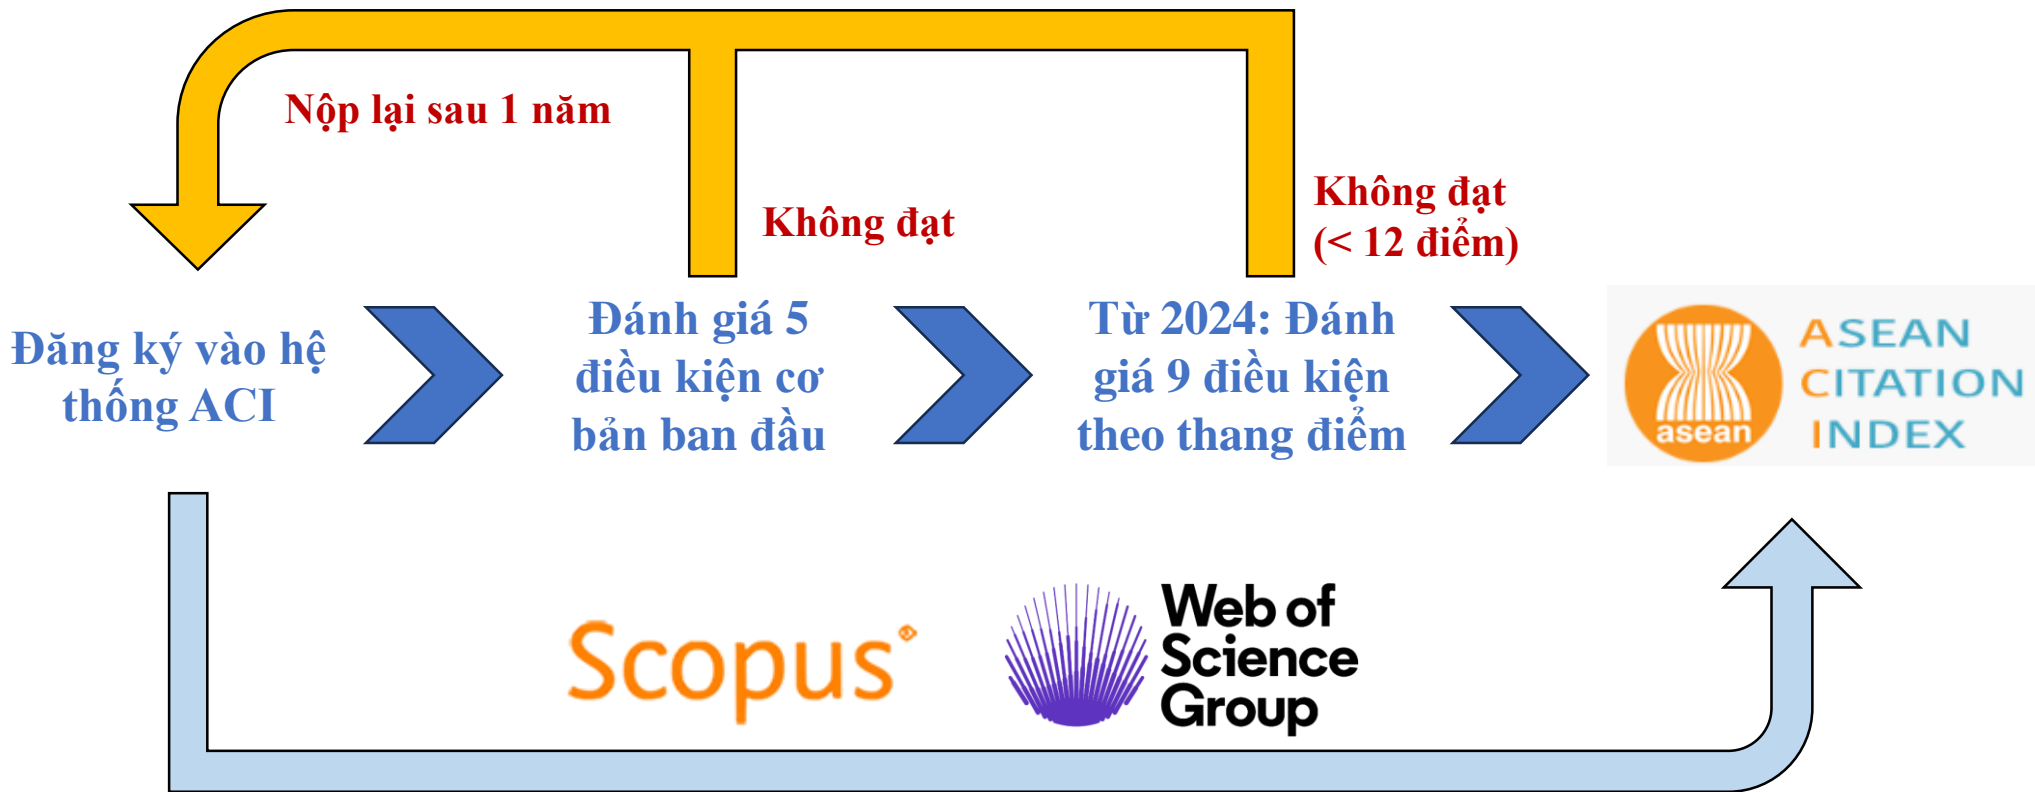 Nộp lại sau 1 năm
Không đạt
Không đạt
(< 12 điểm)
Đăng ký vào hệ
thống ACI
Đánh giá 5
điều kiện cơ
bản ban đầu
Từ 2024: Đánh
giá 9 điều kiện
theo thang điểm
asean
ASEAN
CITATION
INDEX
Scopus®
Web of
Science
Group